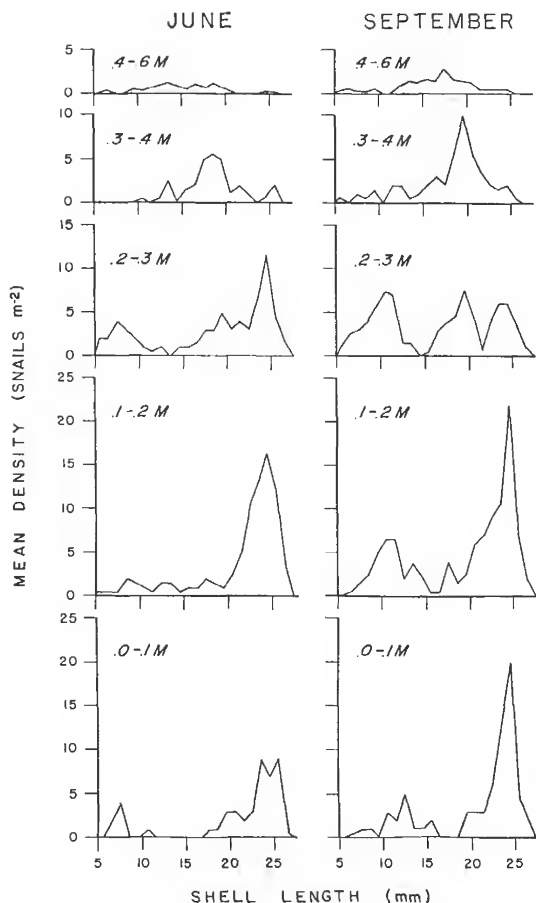 JUNE SEPTEMBER
MEAN DENSITY (SNAILS m-2)
.4-.6 M
5
0
.4-.6 M
.3-.4 M
10
5
0
.3-.4 M
.2-.3 M
15
10
5
0
.2-.3 M
.1-.2 M
25
20
15
10
5
0
.1-.2 M
.0-.1 M
25
20
15
10
5
0
.0-.1 M
5 10 15 20 25 5 10 15 20 25
SHELL LENGTH (mm)